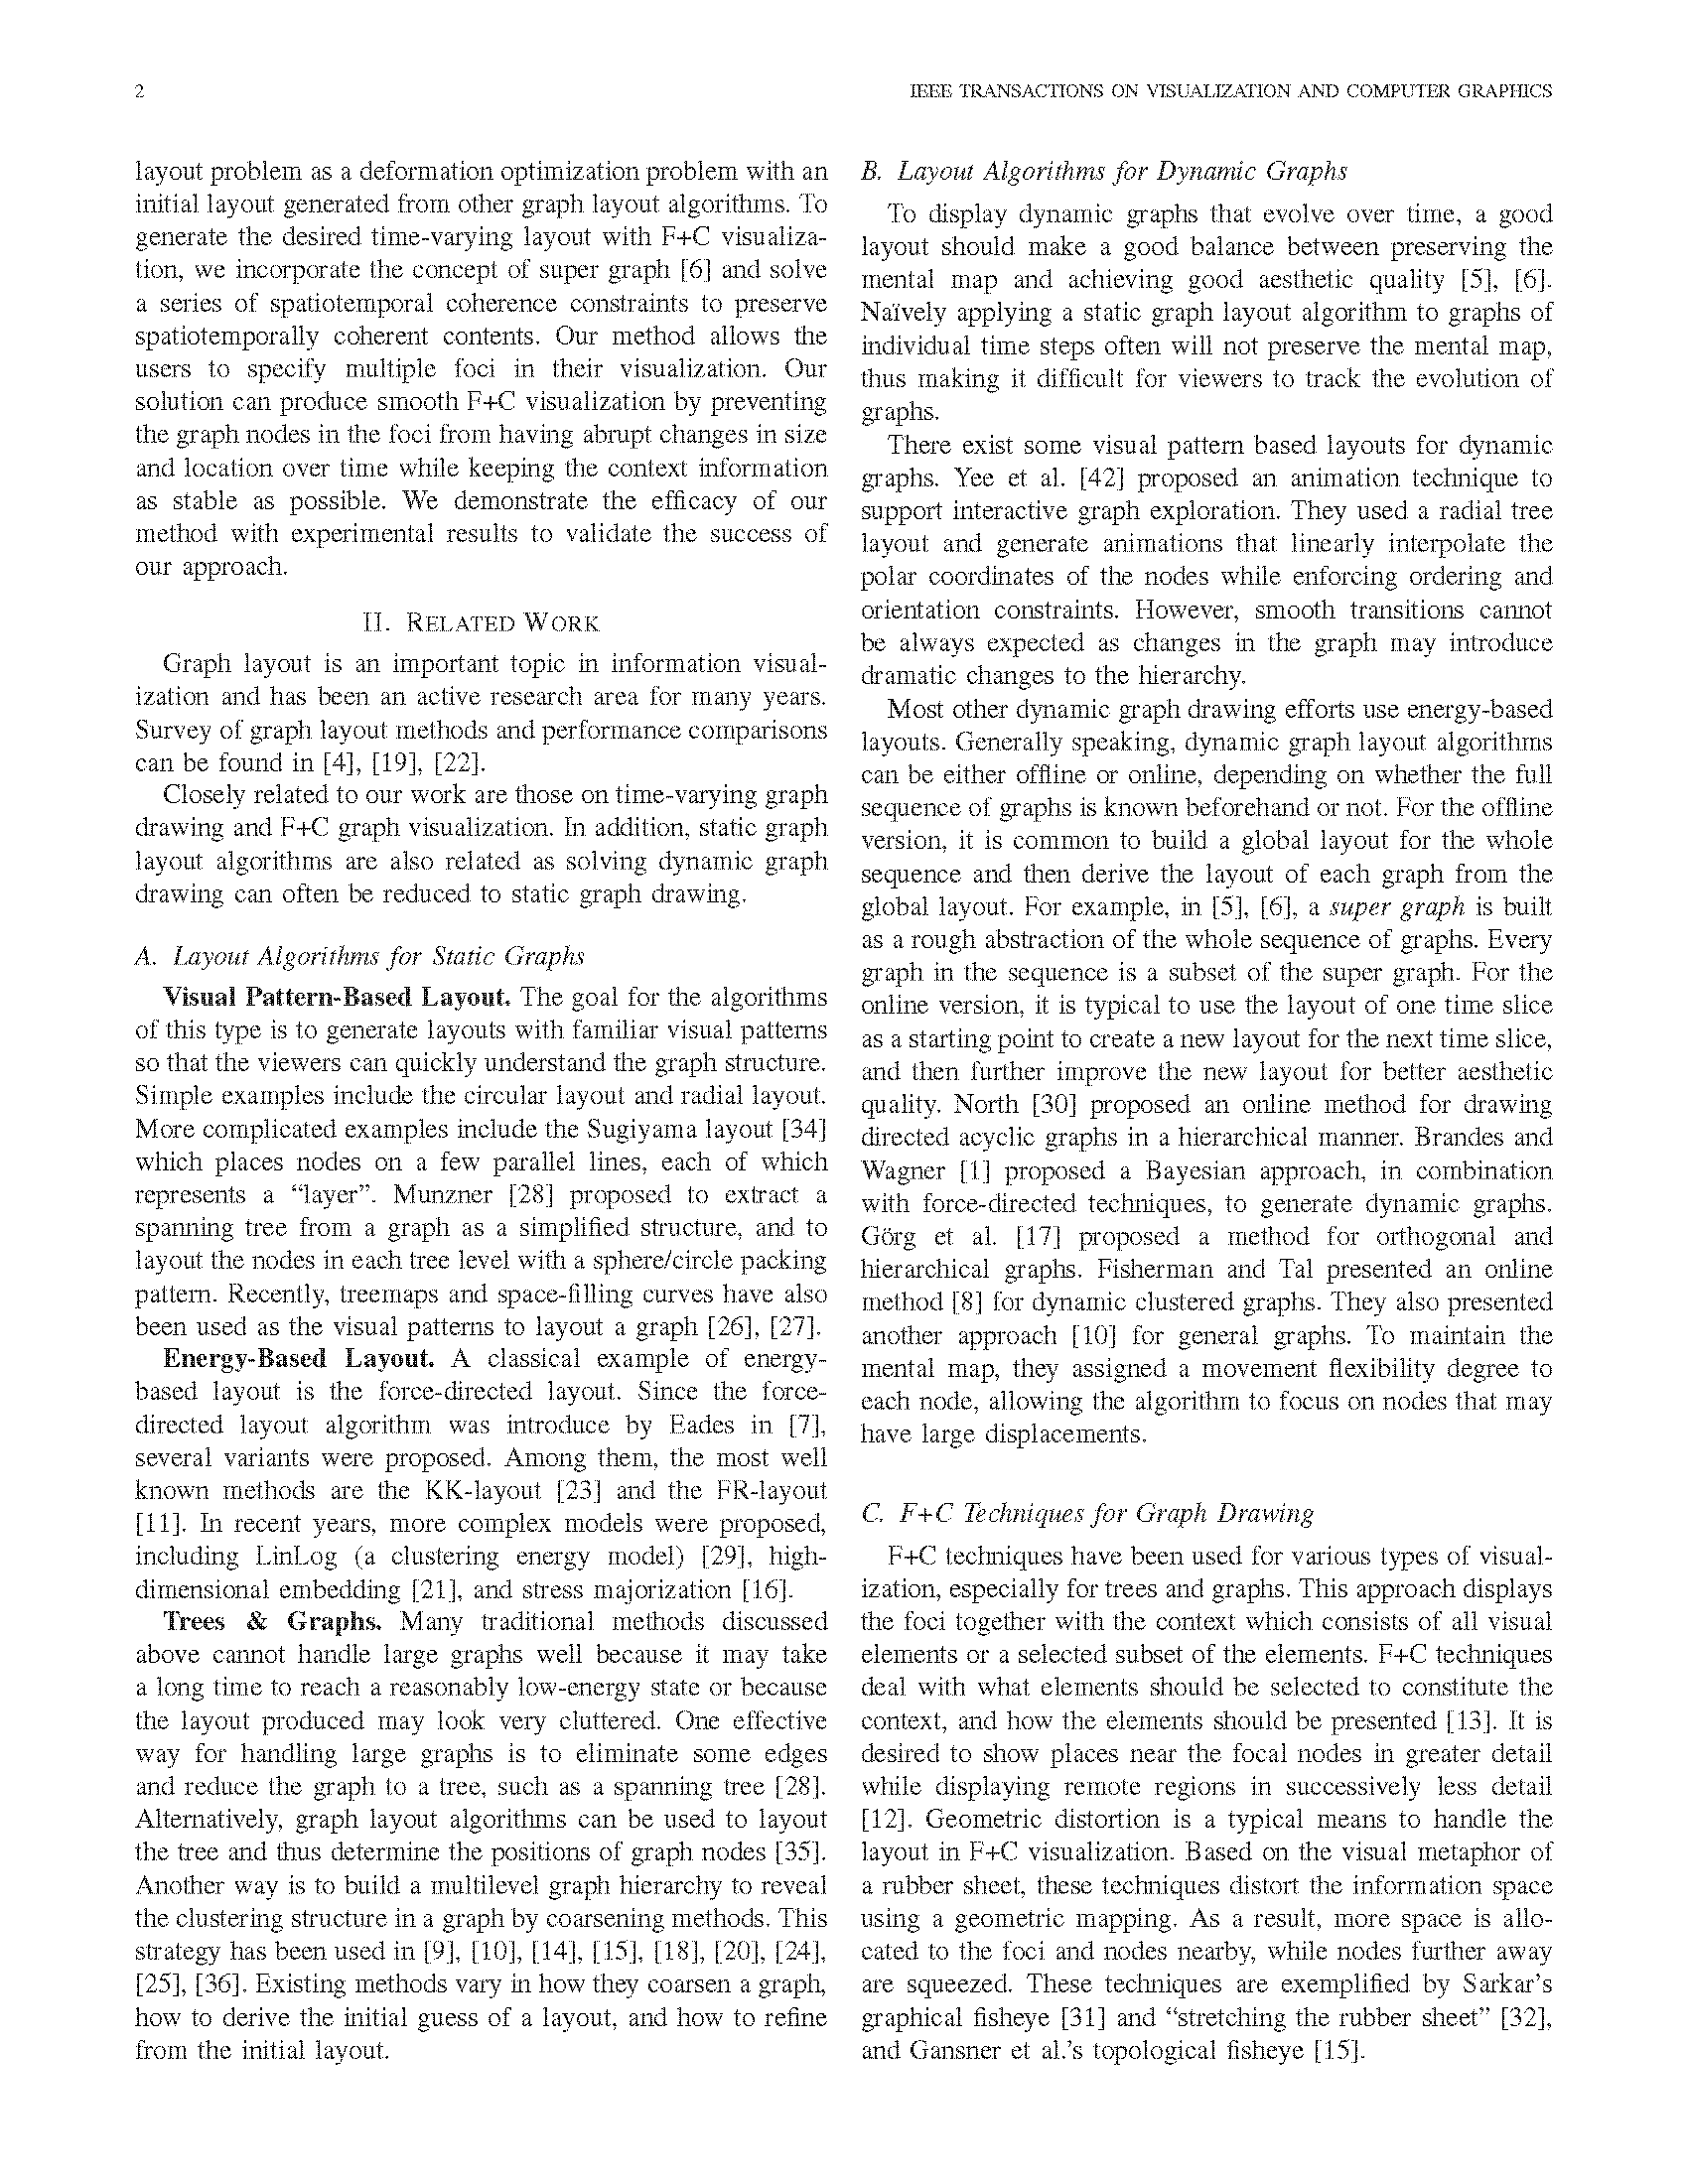 2
IEEE TRANSACTIONS ON VISUALIZATION AND COMPUTER GRAPHICS
layout problem as a deformation optimization problem with an
initial layout generated from other graph layout algorithms. To
generate the desired time-varying layout with F+C visualiza-
tion, we incorporate the concept of super graph [6] and solve
a series of spatiotemporal coherence constraints to preserve
spatiotemporally coherent contents. Our method allows the
users to specify multiple foci in their visualization. Our
solution can produce smooth F+C visualization by preventing
the graph nodes in the foci from having abrupt changes in size
and location over time while keeping the context information
as stable as possible. We demonstrate the efficacy of our
method with experimental results to validate the success of
our approach.
II. RELATED WORK
Graph layout is an important topic in information visual-
ization and has been an active research area for many years.
Survey of graph layout methods and performance comparisons
can be found in [4], [19], [22].
Closely related to our work are those on time-varying graph
drawing and F+C graph visualization. In addition, static graph
layout algorithms are also related as solving dynamic graph
drawing can often be reduced to static graph drawing.
A. Layout Algorithms for Static Graphs
Visual Pattern-Based Layout. The goal for the algorithms
of this type is to generate layouts with familiar visual patterns
so that the viewers can quickly understand the graph structure.
Simple examples include the circular layout and radial layout.
More complicated examples include the Sugiyama layout [34]
which places nodes on a few parallel lines, each of which
represents a “layer”. Munzner [28] proposed to extract a
spanning tree from a graph as a simplified structure, and to
layout the nodes in each tree level with a sphere/circle packing
pattern. Recently, treemaps and space-filling curves have also
been used as the visual patterns to layout a graph [26], [27].
Energy-Based Layout. A classical example of energy-
based layout is the force-directed layout. Since the force-
directed layout algorithm was introduce by Eades in [7],
several variants were proposed. Among them, the most well
known methods are the KK-layout [23] and the FR-layout
[11]. In recent years, more complex models were proposed,
including LinLog (a clustering energy model) [29], high-
dimensional embedding [21], and stress majorization [16].
Trees & Graphs. Many traditional methods discussed
above cannot handle large graphs well because it may take
a long time to reach a reasonably low-energy state or because
the layout produced may look very cluttered. One effective
way for handling large graphs is to eliminate some edges
and reduce the graph to a tree, such as a spanning tree [28].
Alternatively, graph layout algorithms can be used to layout
the tree and thus determine the positions of graph nodes [35].
Another way is to build a multilevel graph hierarchy to reveal
the clustering structure in a graph by coarsening methods. This
strategy has been used in [9], [10], [14], [15], [18], [20], [24],
[25], [36]. Existing methods vary in how they coarsen a graph,
how to derive the initial guess of a layout, and how to refine
from the initial layout.
B. Layout Algorithms for Dynamic Graphs
To display dynamic graphs that evolve over time, a good
layout should make a good balance between preserving the
mental map and achieving good aesthetic quality [5], [6].
Naïvely applying a static graph layout algorithm to graphs of
individual time steps often will not preserve the mental map,
thus making it difficult for viewers to track the evolution of
graphs.
There exist some visual pattern based layouts for dynamic
graphs. Yee et al. [42] proposed an animation technique to
support interactive graph exploration. They used a radial tree
layout and generate animations that linearly interpolate the
polar coordinates of the nodes while enforcing ordering and
orientation constraints. However, smooth transitions cannot
be always expected as changes in the graph may introduce
dramatic changes to the hierarchy.
Most other dynamic graph drawing efforts use energy-based
layouts. Generally speaking, dynamic graph layout algorithms
can be either offline or online, depending on whether the full
sequence of graphs is known beforehand or not. For the offline
version, it is common to build a global layout for the whole
sequence and then derive the layout of each graph from the
global layout. For example, in [5], [6], a super graph is built
as a rough abstraction of the whole sequence of graphs. Every
graph in the sequence is a subset of the super graph. For the
online version, it is typical to use the layout of one time slice
as a starting point to create a new layout for the next time slice,
and then further improve the new layout for better aesthetic
quality. North [30] proposed an online method for drawing
directed acyclic graphs in a hierarchical manner. Brandes and
Wagner [1] proposed a Bayesian approach, in combination
with force-directed techniques, to generate dynamic graphs.
Görg et al. [17] proposed a method for orthogonal and
hierarchical graphs. Fisherman and Tal presented an online
method [8] for dynamic clustered graphs. They also presented
another approach [10] for general graphs. To maintain the
mental map, they assigned a movement flexibility degree to
each node, allowing the algorithm to focus on nodes that may
have large displacements.
C. F+C Techniques for Graph Drawing
F+C techniques have been used for various types of visual-
ization, especially for trees and graphs. This approach displays
the foci together with the context which consists of all visual
elements or a selected subset of the elements. F+C techniques
deal with what elements should be selected to constitute the
context, and how the elements should be presented [13]. It is
desired to show places near the focal nodes in greater detail
while displaying remote regions in successively less detail
[12]. Geometric distortion is a typical means to handle the
layout in F+C visualization. Based on the visual metaphor of
a rubber sheet, these techniques distort the information space
using a geometric mapping. As a result, more space is allo-
cated to the foci and nodes nearby, while nodes further away
are squeezed. These techniques are exemplified by Sarkar’s
graphical fisheye [31] and “stretching the rubber sheet” [32],
and Gansner et al.’s topological fisheye [15].